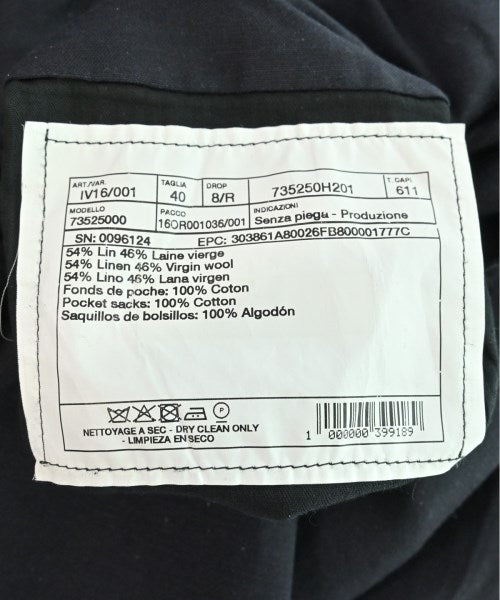 ART./VAR. TAGLIA DROP T. CAPI
IV16/001 40 8/R 735250H201 611
MODELLO PACCO INDICAZIONI
73525000 16QR001036/001 Senza piega - Produzione
SN: 0096124 EPC: 303861A80026FB800001777C
54% Lin 46% Laine vierge
54% Linen 46% Virgin wool
54% Lino 46% Lana virgen
Fonds de poche: 100% Coton
Pocket sacks: 100% Cotton
Saquillos de bolsillos: 100% Algodón
P
NETTOYAGE A SEC - DRY CLEAN ONLY
- LIMPIEZA EN SECO
1 000000 399189